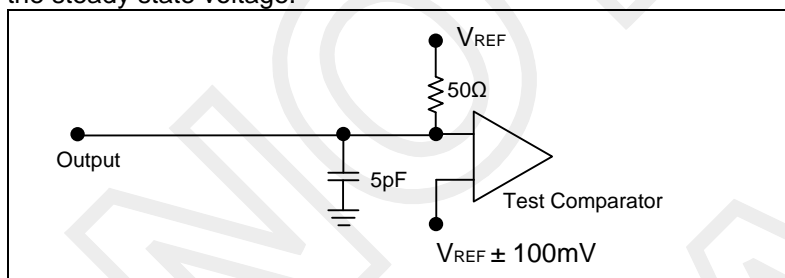 the steady state voltage.
VREF
50Ω
Output
5pF
Test Comparator
VREF ± 100mV